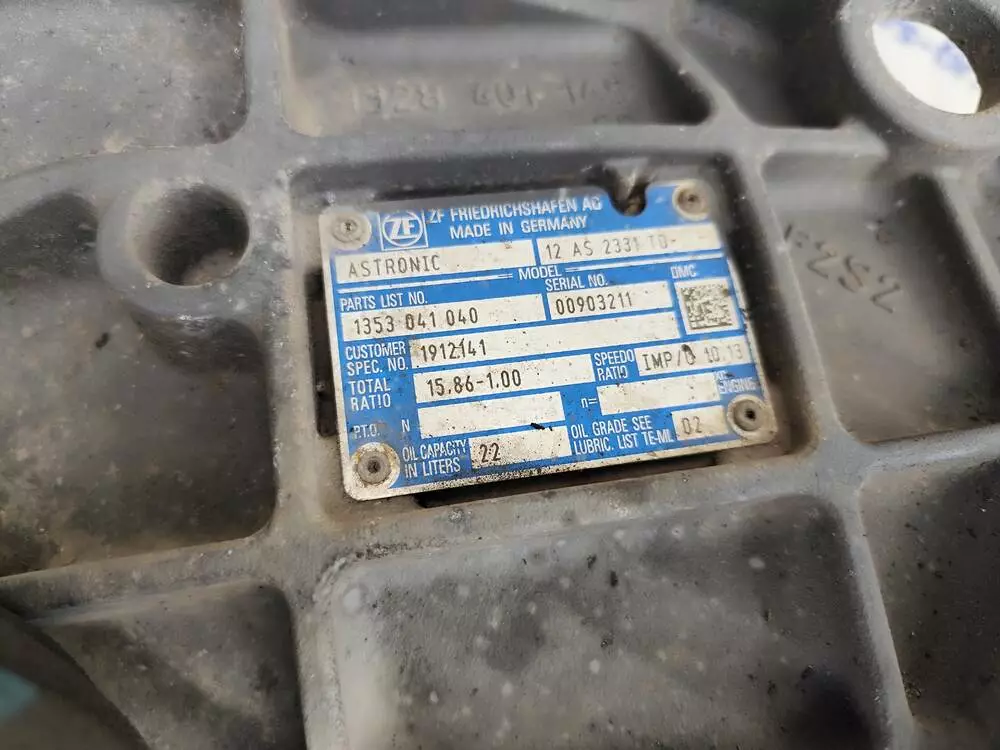 ZF
ZF FRIEDRICHSHAFEN AG
MADE IN GERMANY
ASTRONIC
12 AS 2331 TD
MODEL
PARTS LIST NO.
SERIAL NO.
DMC
1353 041 040
00903211
CUSTOMER SPEC. NO.
1912141
TOTAL RATIO
15.86-1.00
SPEEDO RATIO
IMP/U 10.13
P.T.O. N
n=
ENGINE
OIL CAPACITY IN LITERS
22
OIL GRADE SEE LUBRIC. LIST TE-ML
02